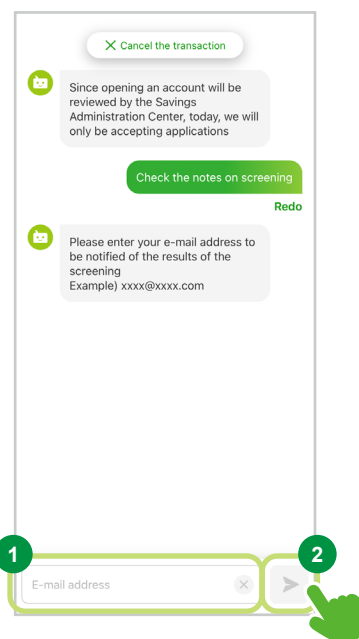 Cancel the transaction
Since opening an account will be
reviewed by the Savings
Administration Center, today, we will
only be accepting applications
Check the notes on screening
Redo
Please enter your e-mail address to
be notified of the results of the
screening
Example) xxxx@xxxx.com
1
2
E-mail address